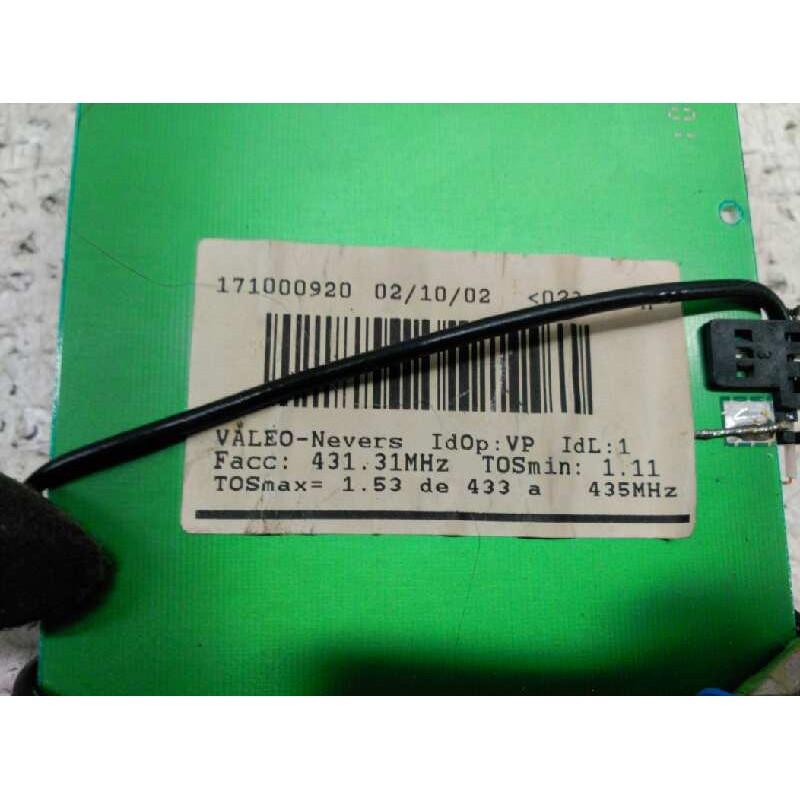 171000920 02/10/02
VALEO-Nevers IdOp:VP IdL:1
Facc: 431.31MHz TOSmin: 1.11
TOSmax= 1.53 de 433 a 435MHz
3